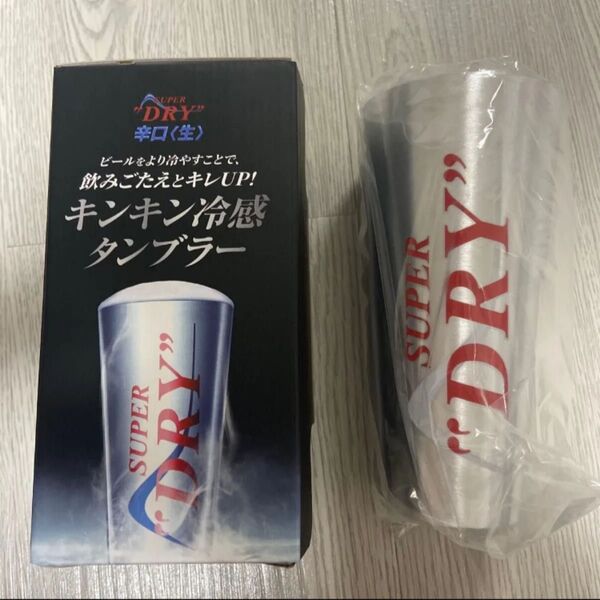 SUPER
"DRY"
辛口〈生〉
ビールをより冷やすことで、
飲みごたえとキレUP!
キンキン冷感
タンブラー
SUPER
"DRY"
SUPER
"DRY"